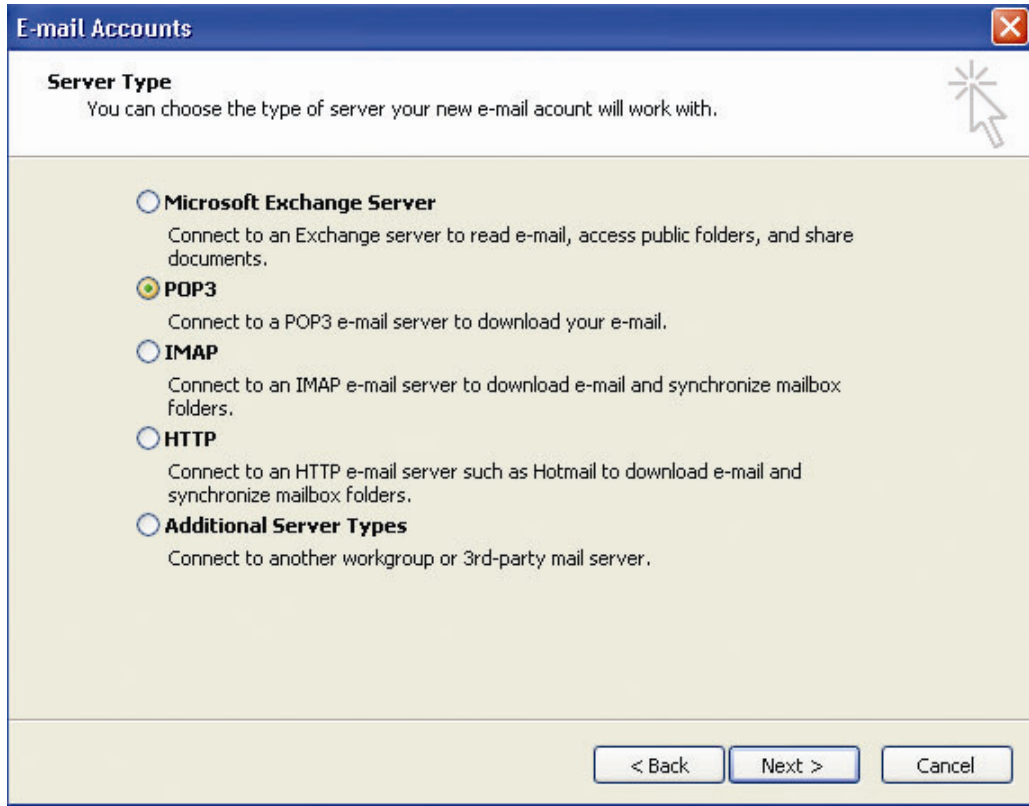 E-mail Accounts
Server Type
You can choose the type of server your new e-mail acount will work with.
Microsoft Exchange Server
Connect to an Exchange server to read e-mail, access public folders, and share
documents.
POP3
Connect to a POP3 e-mail server to download your e-mail.
IMAP
Connect to an IMAP e-mail server to download e-mail and synchronize mailbox
folders.
HTTP
Connect to an HTTP e-mail server such as Hotmail to download e-mail and
synchronize mailbox folders.
Additional Server Types
Connect to another workgroup or 3rd-party mail server.
< Back Next > Cancel